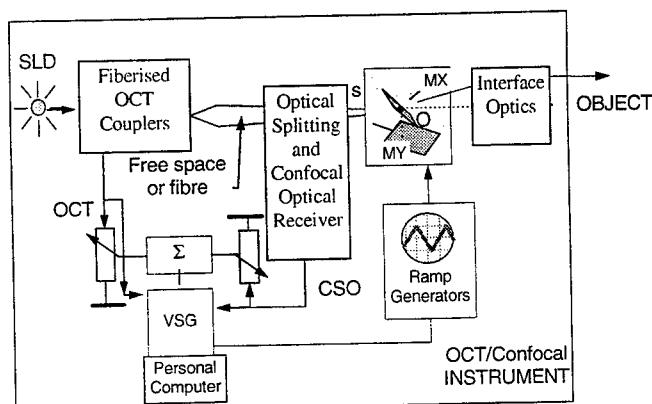 SLD
Fiberised
OCT
Couplers
Free space
or fibre
OCT
Σ
VSG
Personal
Computer
Optical
Splitting
and
Confocal
Optical
Receiver
CSO
S
MX
O
MY
Interface
Optics
OBJECT
Ramp
Generators
OCT/Confocal
INSTRUMENT